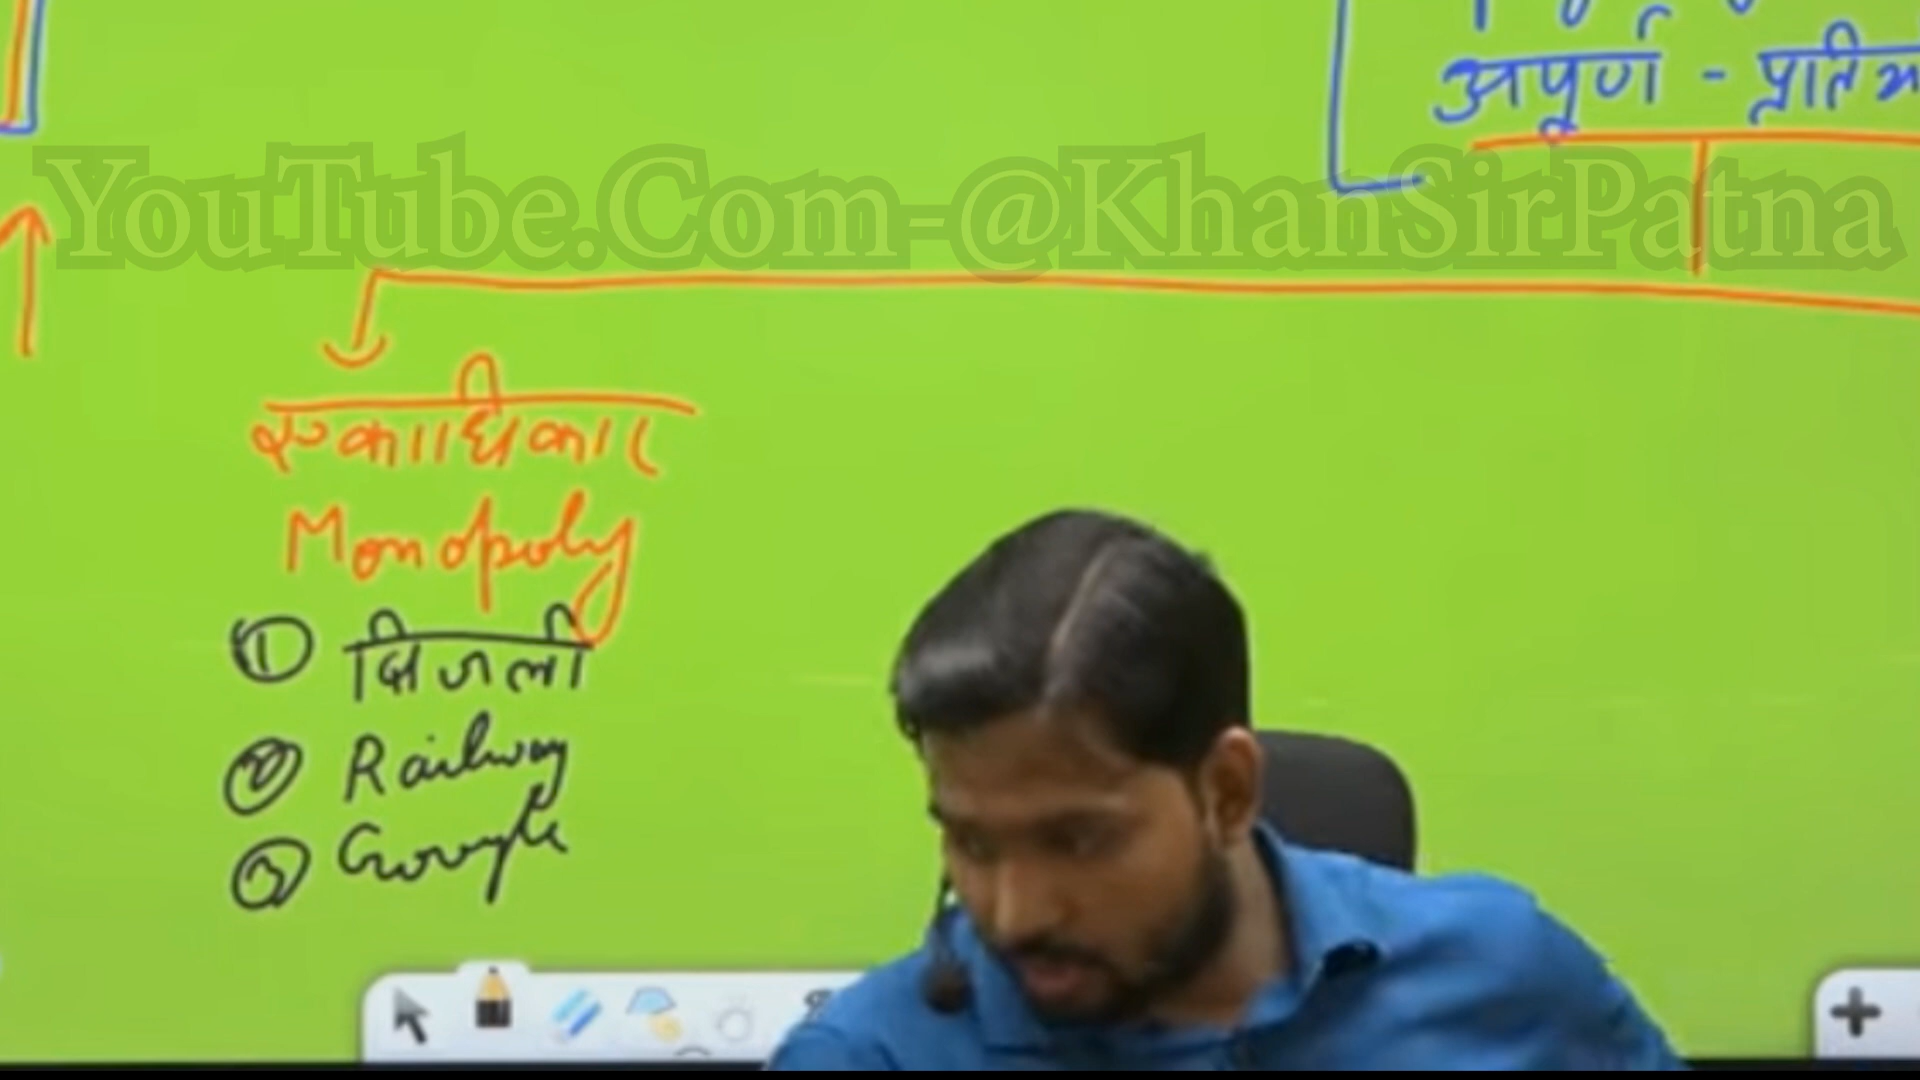 अपूर्ण - प्रति
YouTube.Com-@KhanSirPatna
एकाधिकार
Monopoly
① बिजली
② Railway
③ Google